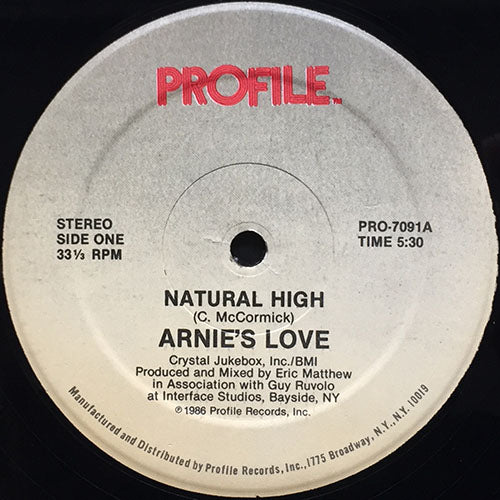 PROFILE™
STEREO
SIDE ONE
33⅓ RPM
PRO-7091A
TIME 5:30
NATURAL HIGH
(C. McCormick)
ARNIE'S LOVE
Crystal Jukebox, Inc./BMI
Produced and Mixed by Eric Matthew
in Association with Guy Ruvolo
at Interface Studios, Bayside, NY
℗1986 Profile Records, Inc.
Manufactured and Distributed by Profile Records, Inc., 1775 Broadway, N.Y., N.Y. 10019